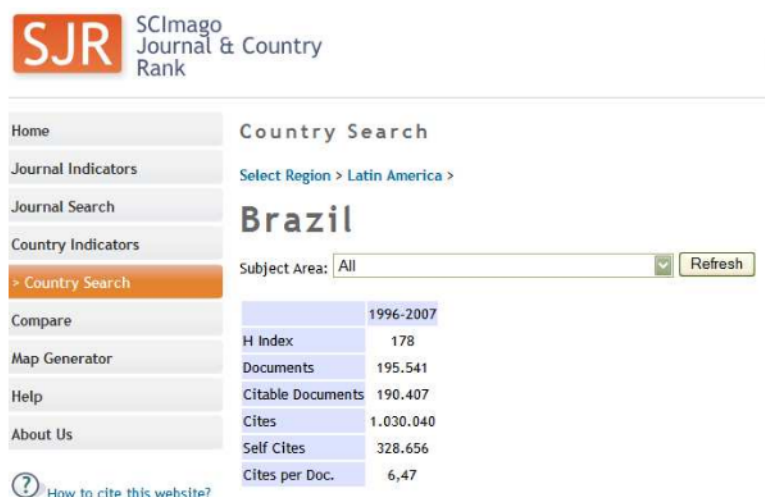 SJR
SCImago
Journal & Country
Rank
Home
Journal Indicators
Journal Search
Country Indicators
> Country Search
Compare
Map Generator
Help
About Us
? How to cite this website?
Country Search
Select Region > Latin America >
Brazil
Subject Area: All Refresh
1996-2007
H Index 178
Documents 195.541
Citable Documents 190.407
Cites 1.030.040
Self Cites 328.656
Cites per Doc. 6,47